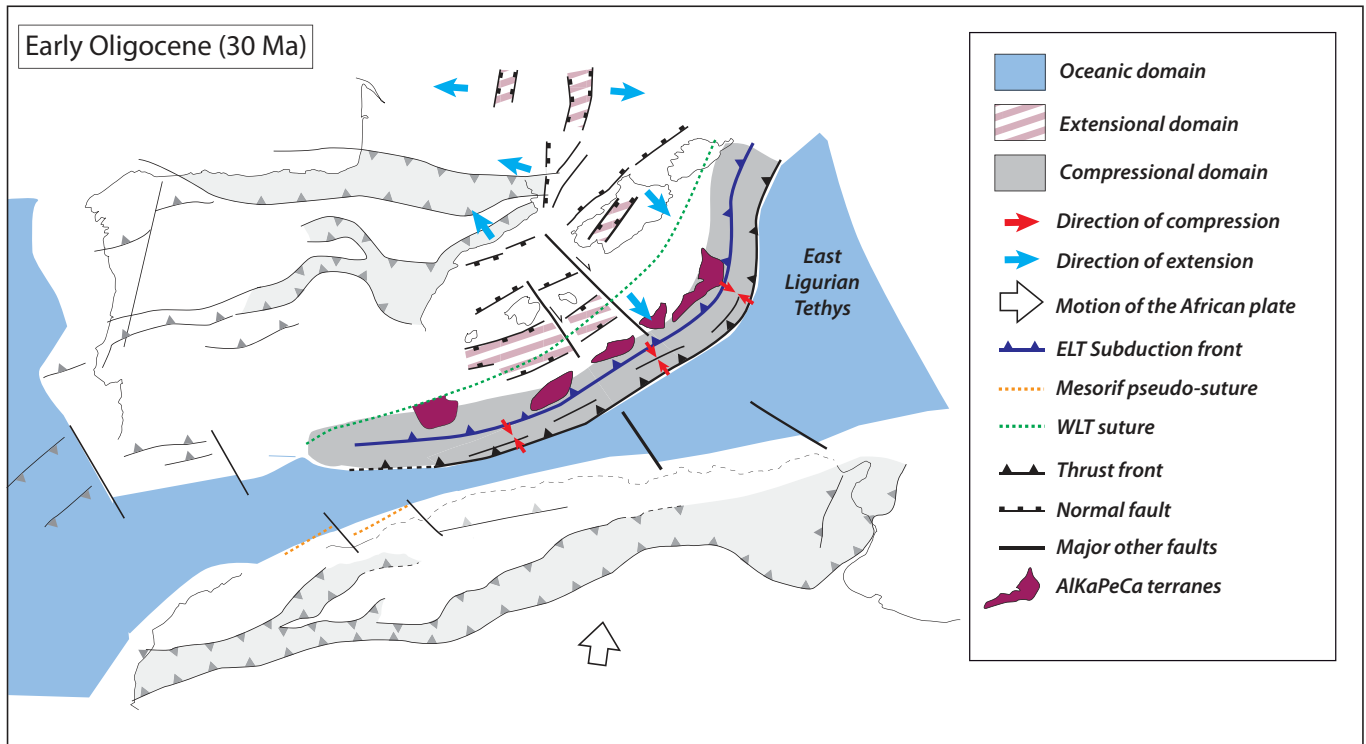 Early Oligocene (30 Ma)
East
Ligurian
Tethys
Oceanic domain
Extensional domain
Compressional domain
Direction of compression
Direction of extension
Motion of the African plate
ELT Subduction front
Mesorif pseudo-suture
WLT suture
Thrust front
Normal fault
Major other faults
AlKaPeCa terranes